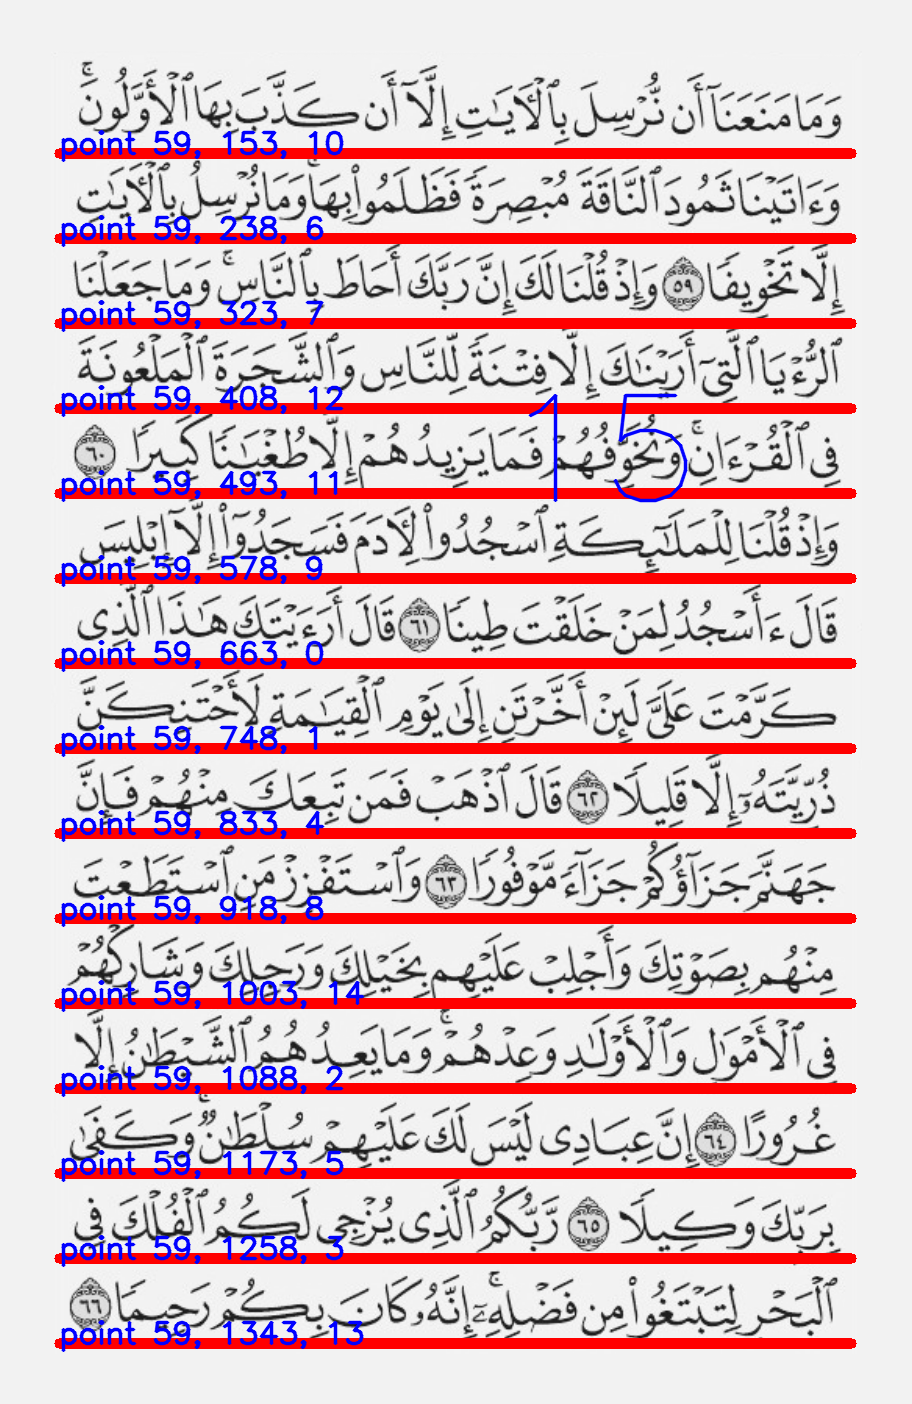 وَمَا مَنَعَنَآ أَن نُّرْسِلَ بِٱلْأَيَـٰتِ إِلَّآ أَن كَذَّبَ بِهَا ٱلْأَوَّلُونَ ۚ
point 59, 153, 10
وَءَاتَيْنَا ثَمُودَ ٱلنَّاقَةَ مُبْصِرَةً فَظَلَمُوا۟ بِهَا ۚ وَمَا نُرْسِلُ بِٱلْأَيَـٰتِ
point 59, 238, 6
إِلَّا تَخْوِيفًا ٥٩ وَإِذْ قُلْنَا لَكَ إِنَّ رَبَّكَ أَحَاطَ بِٱلنَّاسِ ۚ وَمَا جَعَلْنَا
point 59, 323, 7
ٱلرُّءْيَا ٱلَّتِىٓ أَرَيْنَـٰكَ إِلَّا فِتْنَةً لِّلنَّاسِ وَٱلشَّجَرَةَ ٱلْمَلْعُونَةَ
point 59, 408, 12
فِى ٱلْقُرْءَانِ ۚ وَنُخَوِّفُهُمْ فَمَا يَزِيدُهُمْ إِلَّا طُغْيَـٰنًا كَبِيرًا ٦٠
15
point 59, 493, 11
وَإِذْ قُلْنَا لِلْمَلَـٰٓئِكَةِ ٱسْجُدُوا۟ لِأَدَمَ فَسَجَدُوٓا۟ إِلَّآ إِبْلِيسَ
point 59, 578, 9
قَالَ ءَأَسْجُدُ لِمَنْ خَلَقْتَ طِينًا ٦١ قَالَ أَرَءَيْتَكَ هَـٰذَا ٱلَّذِى
point 59, 663, 0
كَرَّمْتَ عَلَىَّ لَئِنْ أَخَّرْتَنِ إِلَىٰ يَوْمِ ٱلْقِيَـٰمَةِ لَأَحْتَنِكَنَّ
point 59, 748, 1
ذُرِّيَّتَهُۥٓ إِلَّا قَلِيلًا ٦٢ قَالَ ٱذْهَبْ فَمَن تَبِعَكَ مِنْهُمْ فَإِنَّ
point 59, 833, 4
جَهَنَّمَ جَزَآؤُكُمْ جَزَآءً مَّوْفُورًا ٦٣ وَٱسْتَفْزِزْ مَنِ ٱسْتَطَعْتَ
point 59, 918, 8
مِنْهُم بِصَوْتِكَ وَأَجْلِبْ عَلَيْهِم بِخَيْلِكَ وَرَجِلِكَ وَشَارِكْهُمْ
point 59, 1003, 14
فِى ٱلْأَمْوَٰلِ وَٱلْأَوْلَـٰدِ وَعِدْهُمْ ۚ وَمَا يَعِدُهُمُ ٱلشَّيْطَـٰنُ إِلَّا
point 59, 1088, 2
غُرُورًا ٦٤ إِنَّ عِبَادِى لَيْسَ لَكَ عَلَيْهِمْ سُلْطَـٰنٌ ۚ وَكَفَىٰ
point 59, 1173, 5
بِرَبِّكَ وَكِيلًا ٦٥ رَّبُّكُمُ ٱلَّذِى يُزْجِى لَكُمُ ٱلْفُلْكَ فِى
point 59, 1258, 3
ٱلْبَحْرِ لِتَبْتَغُوا۟ مِن فَضْلِهِۦٓ ۚ إِنَّهُۥ كَانَ بِكُمْ رَحِيمًا ٦٦
point 59, 1343, 13